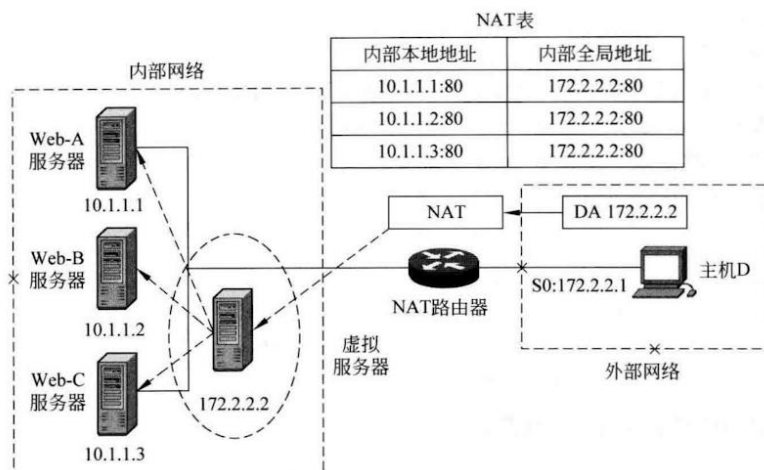 NAT表
内部本地地址 内部全局地址
10.1.1.1:80 172.2.2.2:80
10.1.1.2:80 172.2.2.2:80
10.1.1.3:80 172.2.2.2:80
内部网络
Web-A
服务器
10.1.1.1
Web-B
服务器
10.1.1.2
Web-C
服务器
10.1.1.3
172.2.2.2
虚拟
服务器
NAT
DA 172.2.2.2
NAT路由器
S0:172.2.2.1
主机D
外部网络